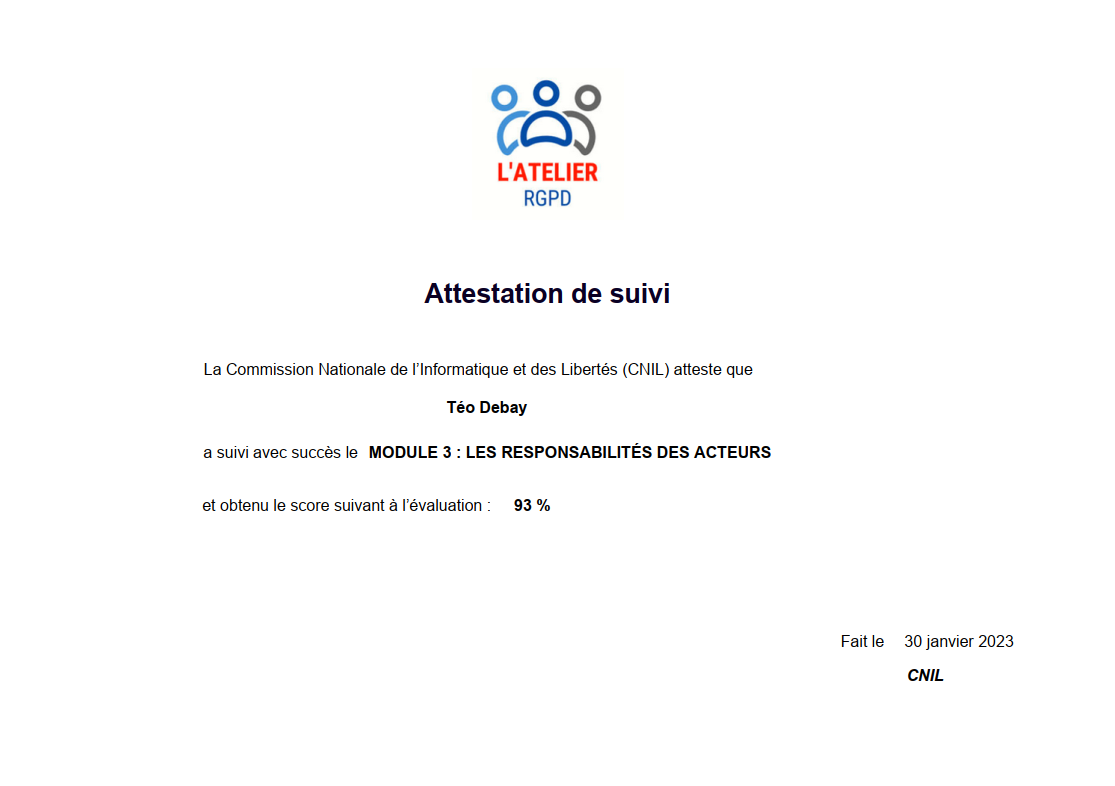 L'ATELIER
RGPD
Attestation de suivi
La Commission Nationale de l’Informatique et des Libertés (CNIL) atteste que
Téo Debay
a suivi avec succès le MODULE 3 : LES RESPONSABILITÉS DES ACTEURS
et obtenu le score suivant à l’évaluation : 93 %
Fait le 30 janvier 2023
CNIL